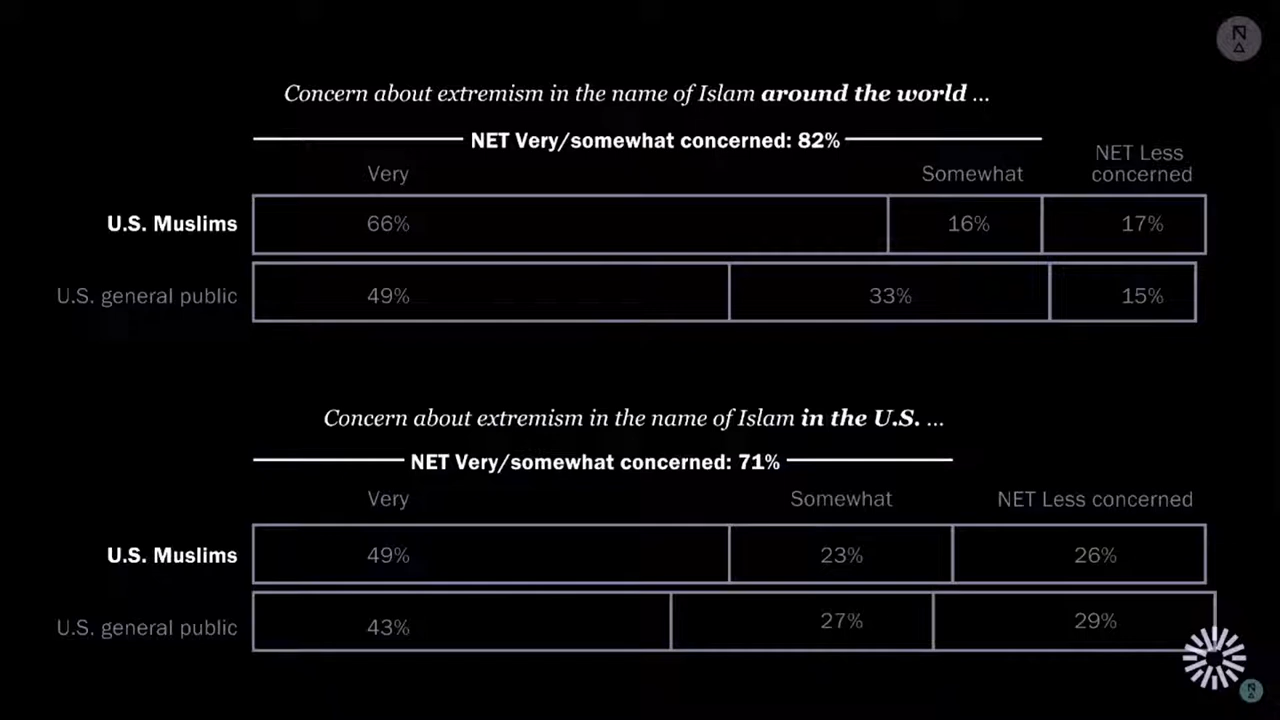 Concern about extremism in the name of Islam around the world ...
NET Very/somewhat concerned: 82%
Very Somewhat NET Less concerned
U.S. Muslims 66% 16% 17%
U.S. general public 49% 33% 15%
Concern about extremism in the name of Islam in the U.S. ...
NET Very/somewhat concerned: 71%
Very Somewhat NET Less concerned
U.S. Muslims 49% 23% 26%
U.S. general public 43% 27% 29%